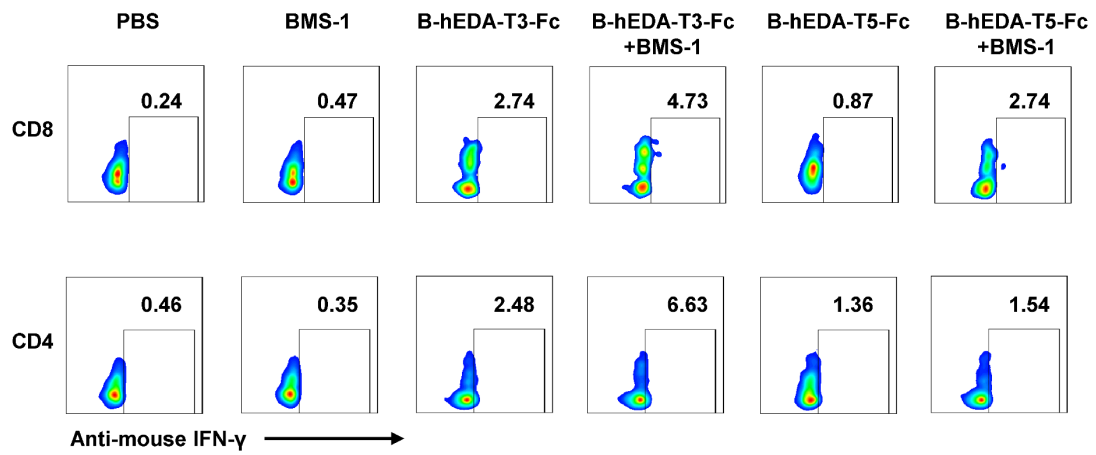 PBS BMS-1 B-hEDA-T3-Fc B-hEDA-T3-Fc B-hEDA-T5-Fc B-hEDA-T5-Fc
+BMS-1 +BMS-1
0.24 0.47 2.74 4.73 0.87 2.74
CD8
0.46 0.35 2.48 6.63 1.36 1.54
CD4
Anti-mouse IFN-γ